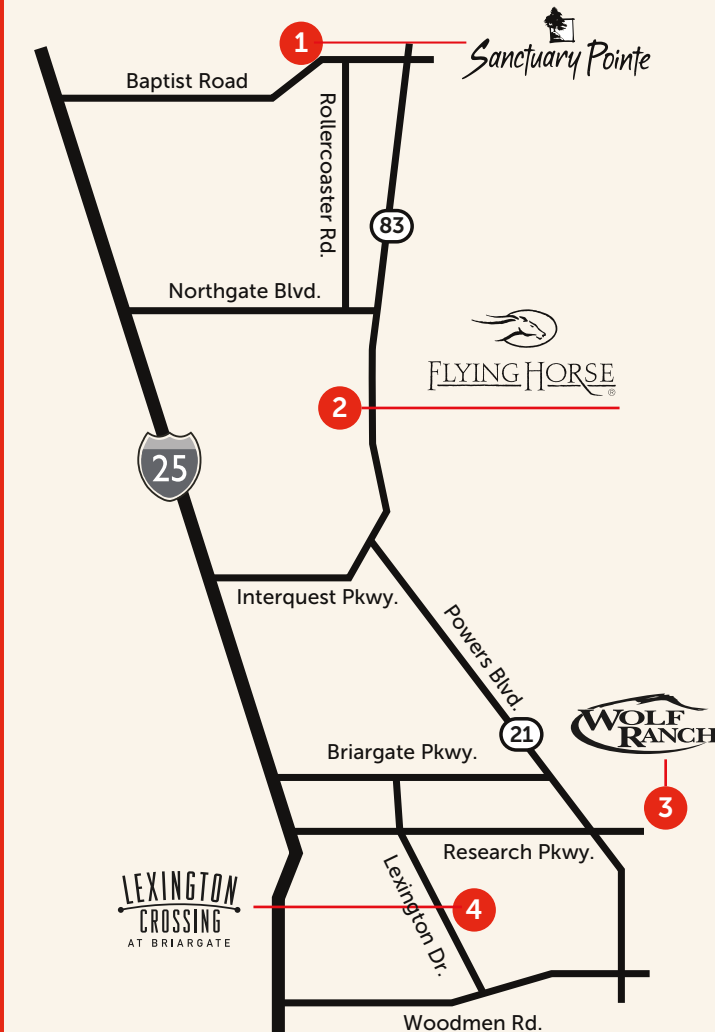 1
Sanctuary Pointe
Baptist Road
Rollercoaster Rd.
83
Northgate Blvd.
FLYING HORSE
®
2
25
Interquest Pkwy.
Powers Blvd.
WOLF
RANCH
21
Briargate Pkwy.
3
Research Pkwy.
LEXINGTON
CROSSING
AT BRIARGATE
Lexington Dr.
4
Woodmen Rd.